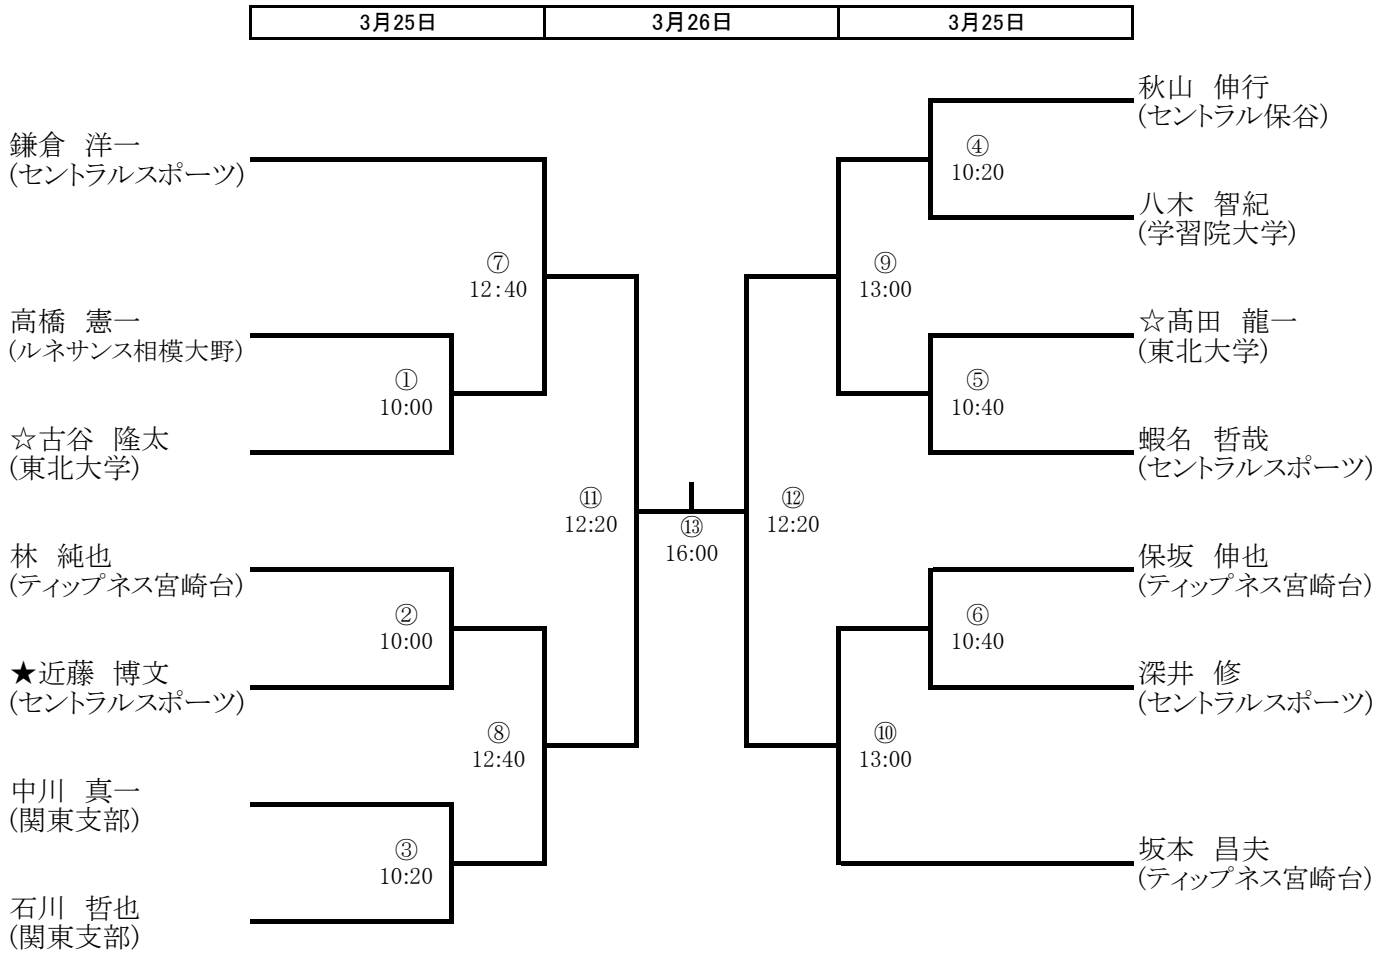 3月25日
3月26日
3月25日
鎌倉　洋一
(セントラルスポーツ)
高橋　憲一
(ルネサンス相模大野)
☆古谷　隆太
(東北大学)
林　純也
(ティップネス宮崎台)
★近藤　博文
(セントラルスポーツ)
中川　真一
(関東支部)
石川　哲也
(関東支部)
①
10:00
②
10:00
③
10:20
⑦
12:40
⑧
12:40
⑪
12:20
⑬
16:00
⑫
12:20
⑨
13:00
⑩
13:00
④
10:20
⑤
10:40
⑥
10:40
秋山　伸行
(セントラル保谷)
八木　智紀
(学習院大学)
☆髙田　龍一
(東北大学)
蝦名　哲哉
(セントラルスポーツ)
保坂　伸也
(ティップネス宮崎台)
深井　修
(セントラルスポーツ)
坂本　昌夫
(ティップネス宮崎台)